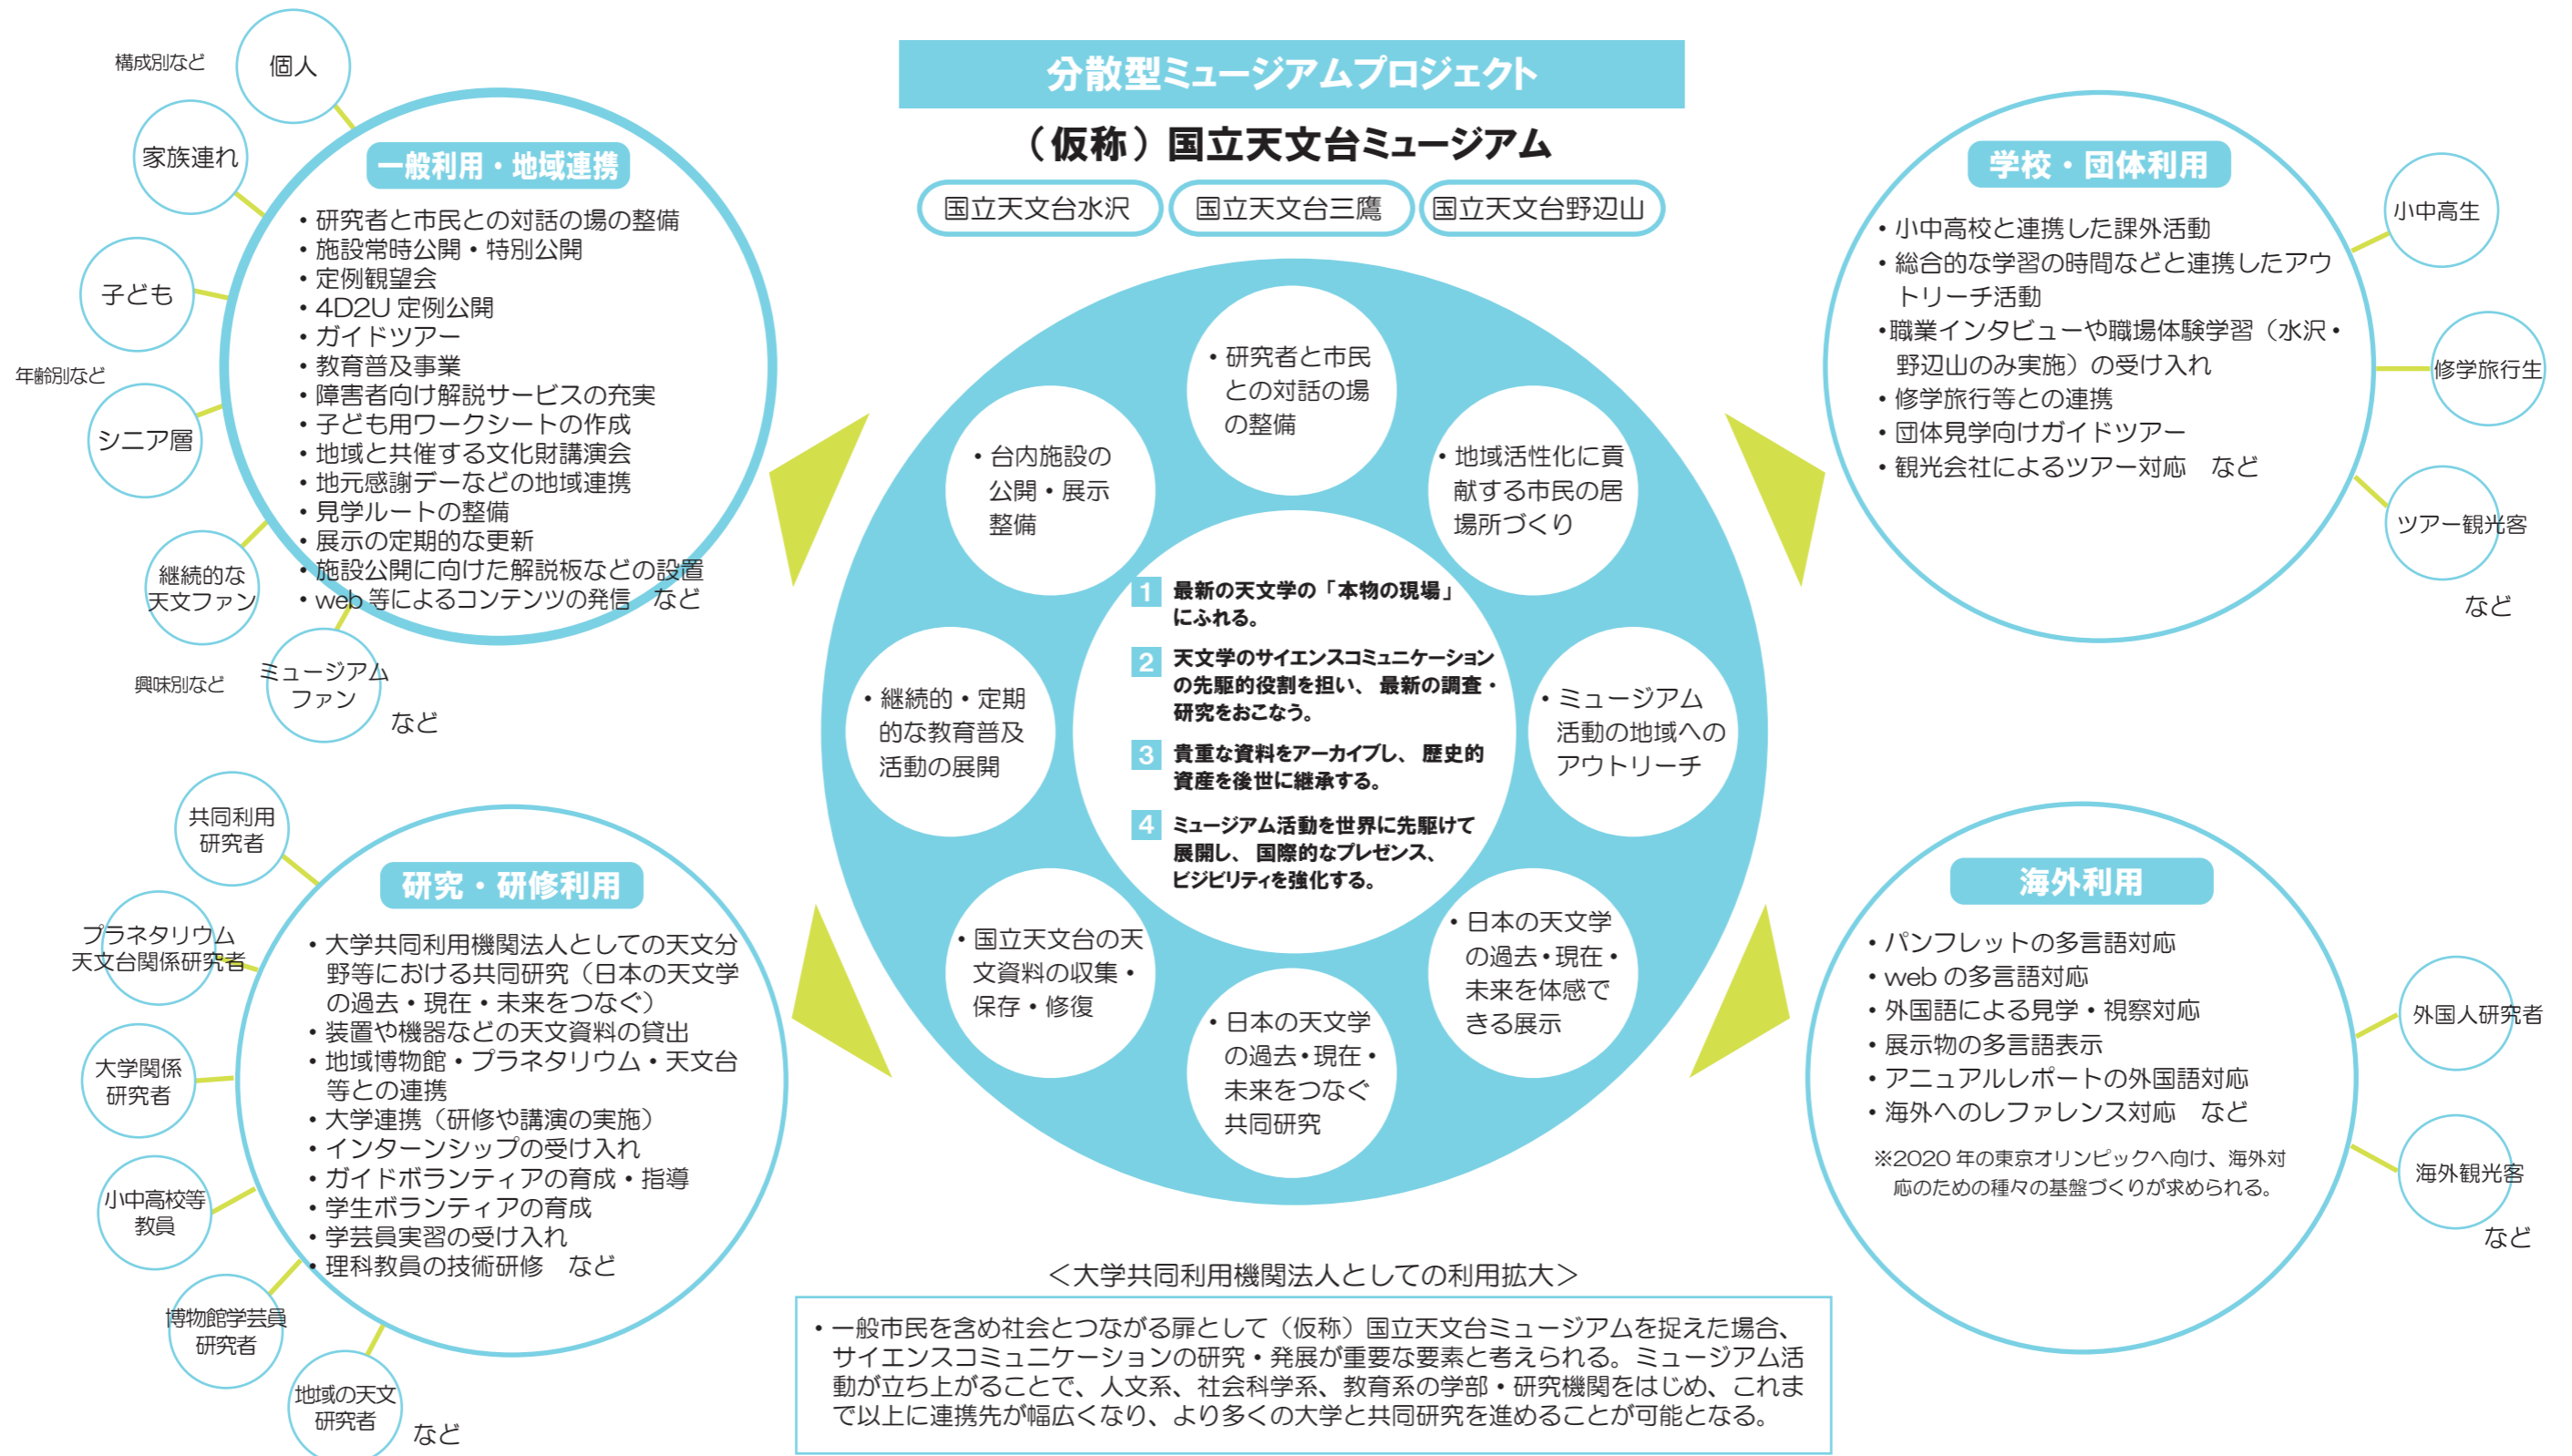 分散型ミュージアムプロジェクト
（仮称）国立天文台ミュージアム
国立天文台水沢
国立天文台三鷹
国立天文台野辺山
構成別など
個人
家族連れ
子ども
年齢別など
シニア層
継続的な
天文ファン
興味別など
ミュージアム
ファン
など
一般利用・地域連携
・研究者と市民との対話の場の整備
・施設常時公開・特別公開
・定例観望会
・4D2U 定例公開
・ガイドツアー
・教育普及事業
・障害者向け解説サービスの充実
・子ども用ワークシートの作成
・地域と共催する文化財講演会
・地元感謝デーなどの地域連携
・見学ルートの整備
・展示の定期的な更新
・施設公開に向けた解説板などの設置
・web 等によるコンテンツの発信　など
・研究者と市民
との対話の場
の整備
・台内施設の
公開・展示
整備
・地域活性化に貢
献する市民の居
場所づくり
・継続的・定期
的な教育普及
活動の展開
・ミュージアム
活動の地域への
アウトリーチ
・国立天文台の天
文資料の収集・
保存・修復
・日本の天文学
の過去・現在・
未来をつなぐ
共同研究
・日本の天文学
の過去・現在・
未来を体感で
きる展示
1 最新の天文学の「本物の現場」
にふれる。
2 天文学のサイエンスコミュニケーション
の先駆的役割を担い、最新の調査・
研究をおこなう。
3 貴重な資料をアーカイブし、歴史的
資産を後世に継承する。
4 ミュージアム活動を世界に先駆けて
展開し、国際的なプレゼンス、
ビジビリティを強化する。
学校・団体利用
・小中高校と連携した課外活動
・総合的な学習の時間などと連携したアウ
トリーチ活動
・職業インタビューや職場体験学習（水沢・
野辺山のみ実施）の受け入れ
・修学旅行等との連携
・団体見学向けガイドツアー
・観光会社によるツアー対応　など
小中高生
修学旅行生
ツアー観光客
など
共同利用
研究者
プラネタリウム
天文台関係研究者
大学関係
研究者
小中高校等
教員
博物館学芸員
研究者
地域の天文
研究者
など
研究・研修利用
・大学共同利用機関法人としての天文分
野等における共同研究（日本の天文学
の過去・現在・未来をつなぐ）
・装置や機器などの天文資料の貸出
・地域博物館・プラネタリウム・天文台
等との連携
・大学連携（研修や講演の実施）
・インターンシップの受け入れ
・ガイドボランティアの育成・指導
・学生ボランティアの育成
・学芸員実習の受け入れ
・理科教員の技術研修　など
海外利用
・パンフレットの多言語対応
・web の多言語対応
・外国語による見学・視察対応
・展示物の多言語表示
・アニュアルレポートの外国語対応
・海外へのレファレンス対応　など
※2020 年の東京オリンピックへ向け、海外対
応のための種々の基盤づくりが求められる。
外国人研究者
海外観光客
など
＜大学共同利用機関法人としての利用拡大＞
・一般市民を含め社会とつながる扉として（仮称）国立天文台ミュージアムを捉えた場合、
サイエンスコミュニケーションの研究・発展が重要な要素と考えられる。ミュージアム活
動が立ち上がることで、人文系、社会科学系、教育系の学部・研究機関をはじめ、これま
で以上に連携先が幅広くなり、より多くの大学と共同研究を進めることが可能となる。